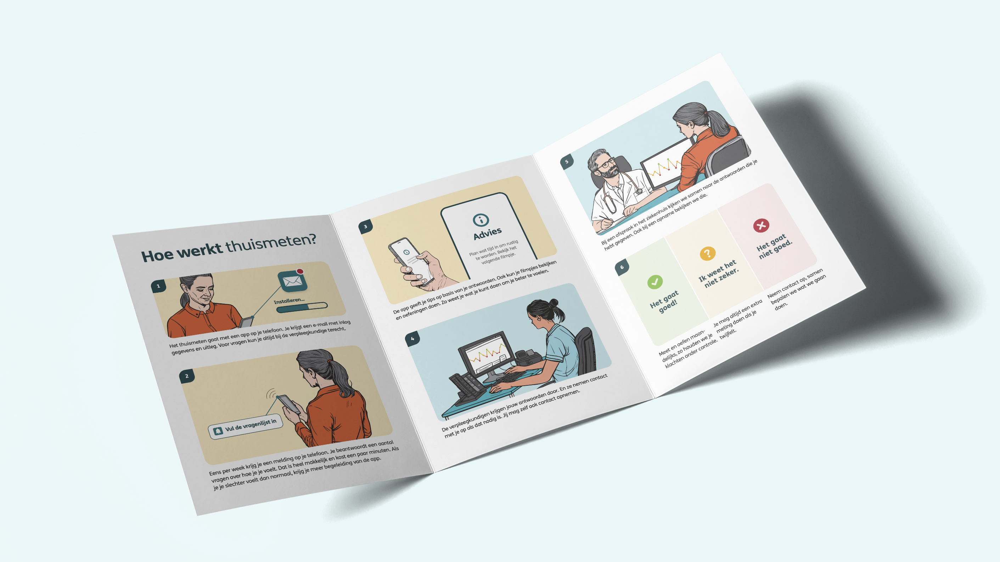 Hoe werkt thuismeten?
1
Installeren...
Het thuismeten gaat met een app op je telefoon. Je krijgt een e-mail met inlog
gegevens en uitleg. Voor vragen kun je altijd bij de verpleegkundige terecht.
2
Vul de vragenlijst in
Eens per week krijg je een melding op je telefoon. Je beantwoordt een aantal
vragen over hoe je je voelt. Dat is heel makkelijk en kost een paar minuten. Als
je je slechter voelt dan normaal, krijg je meer begeleiding van de app.
3
Advies
Plan wat tijd in om rustig
te worden. Bekijk het
volgende filmpje.
De app geeft je tips op basis van je antwoorden. Ook kun je filmpjes bekijken
en oefeningen doen. Zo weet je wat je kunt doen om je beter te voelen.
4
De verpleegkundigen krijgen jouw antwoorden door. En ze nemen contact
met je op als dat nodig is. Jij mag zelf ook contact opnemen.
5
Bij een afspraak in het ziekenhuis kijken we samen naar de antwoorden die je
hebt gegeven. Ook bij een opname bekijken we die.
6
Het gaat
goed!
Meet en oefen maan-
delijks, zo houden we je
klachten onder controle.
Ik weet het
niet zeker.
Je mag altijd een extra
meting doen als je
twijfelt.
Het gaat
niet goed.
Neem contact op, samen
bepalen we wat we gaan
doen.